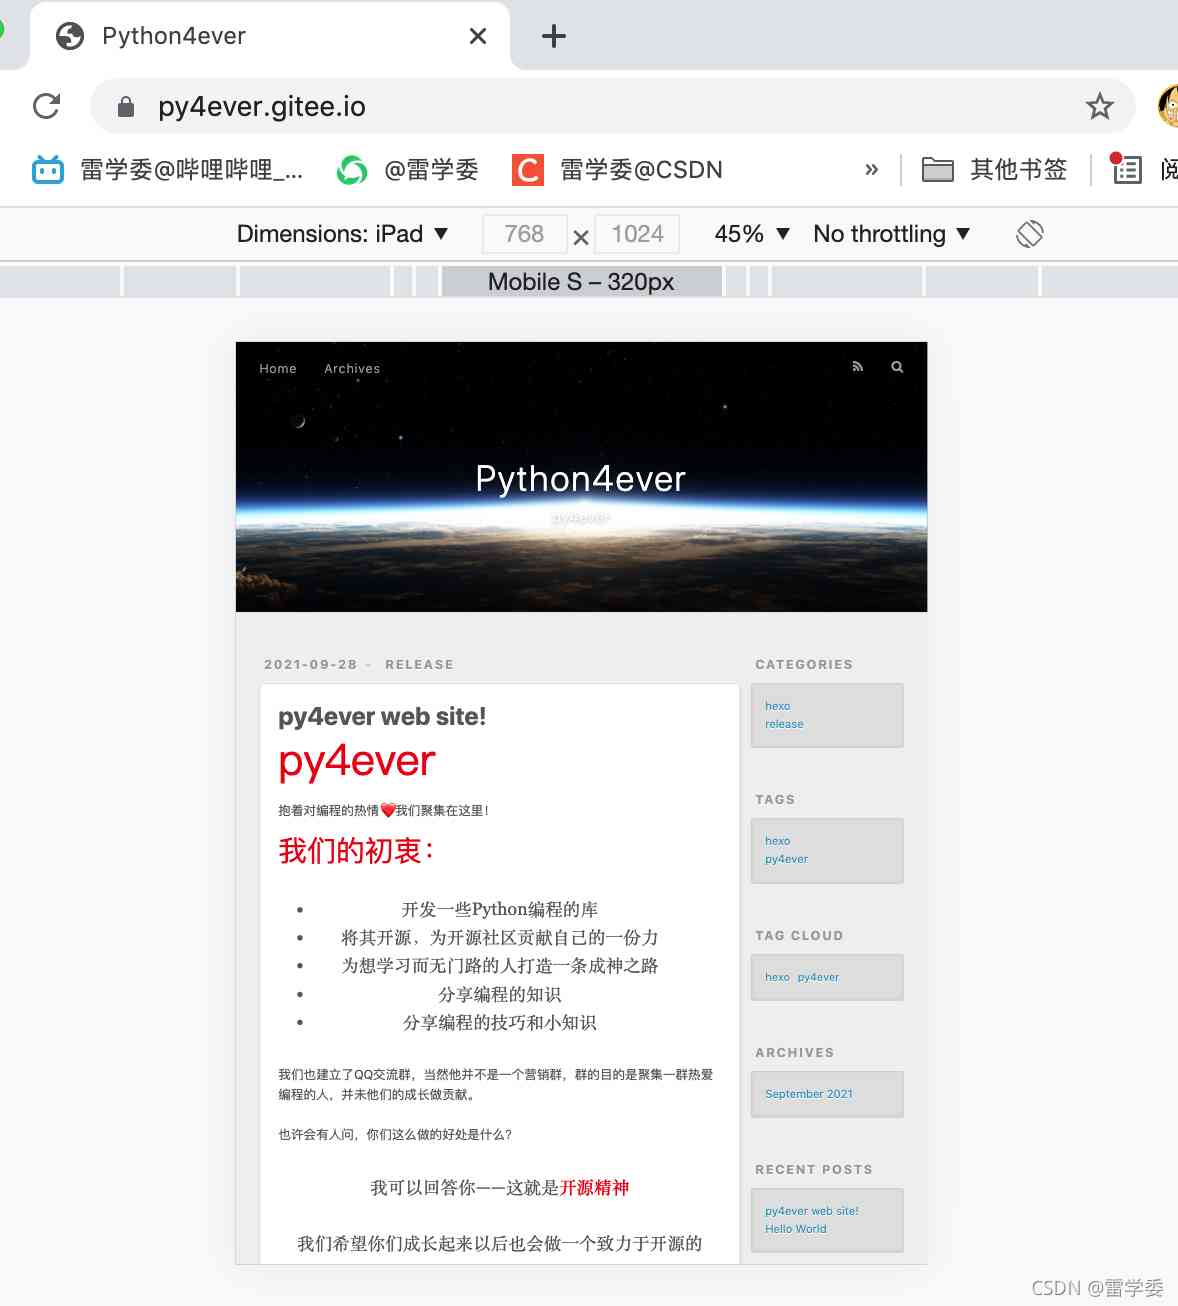 Python4ever
py4ever.gitee.io
雷学委@哔哩哔哩_...
@雷学委
雷学委@CSDN
»
其他书签
阅
Dimensions: iPad ▼ 768 × 1024 45% ▼ No throttling ▼
Mobile S – 320px
Home Archives
Python4ever
py4ever
2021-09-28 - RELEASE
py4ever web site!
py4ever
抱着对编程的热情❤️我们聚集在这里！
我们的初衷：
• 开发一些Python编程的库
• 将其开源，为开源社区贡献自己的一份力
• 为想学习而无门路的人打造一条成神之路
• 分享编程的知识
• 分享编程的技巧和小知识
我们也建立了QQ交流群，当然他并不是一个营销群，群的目的是聚集一群热爱
编程的人，并未他们的成长做贡献。
也许会有人问，你们这么做的好处是什么？
我可以回答你——这就是开源精神
我们希望你们成长起来以后也会做一个致力于开源的
CATEGORIES
hexo
release
TAGS
hexo
py4ever
TAG CLOUD
hexo py4ever
ARCHIVES
September 2021
RECENT POSTS
py4ever web site!
Hello World
CSDN @雷学委